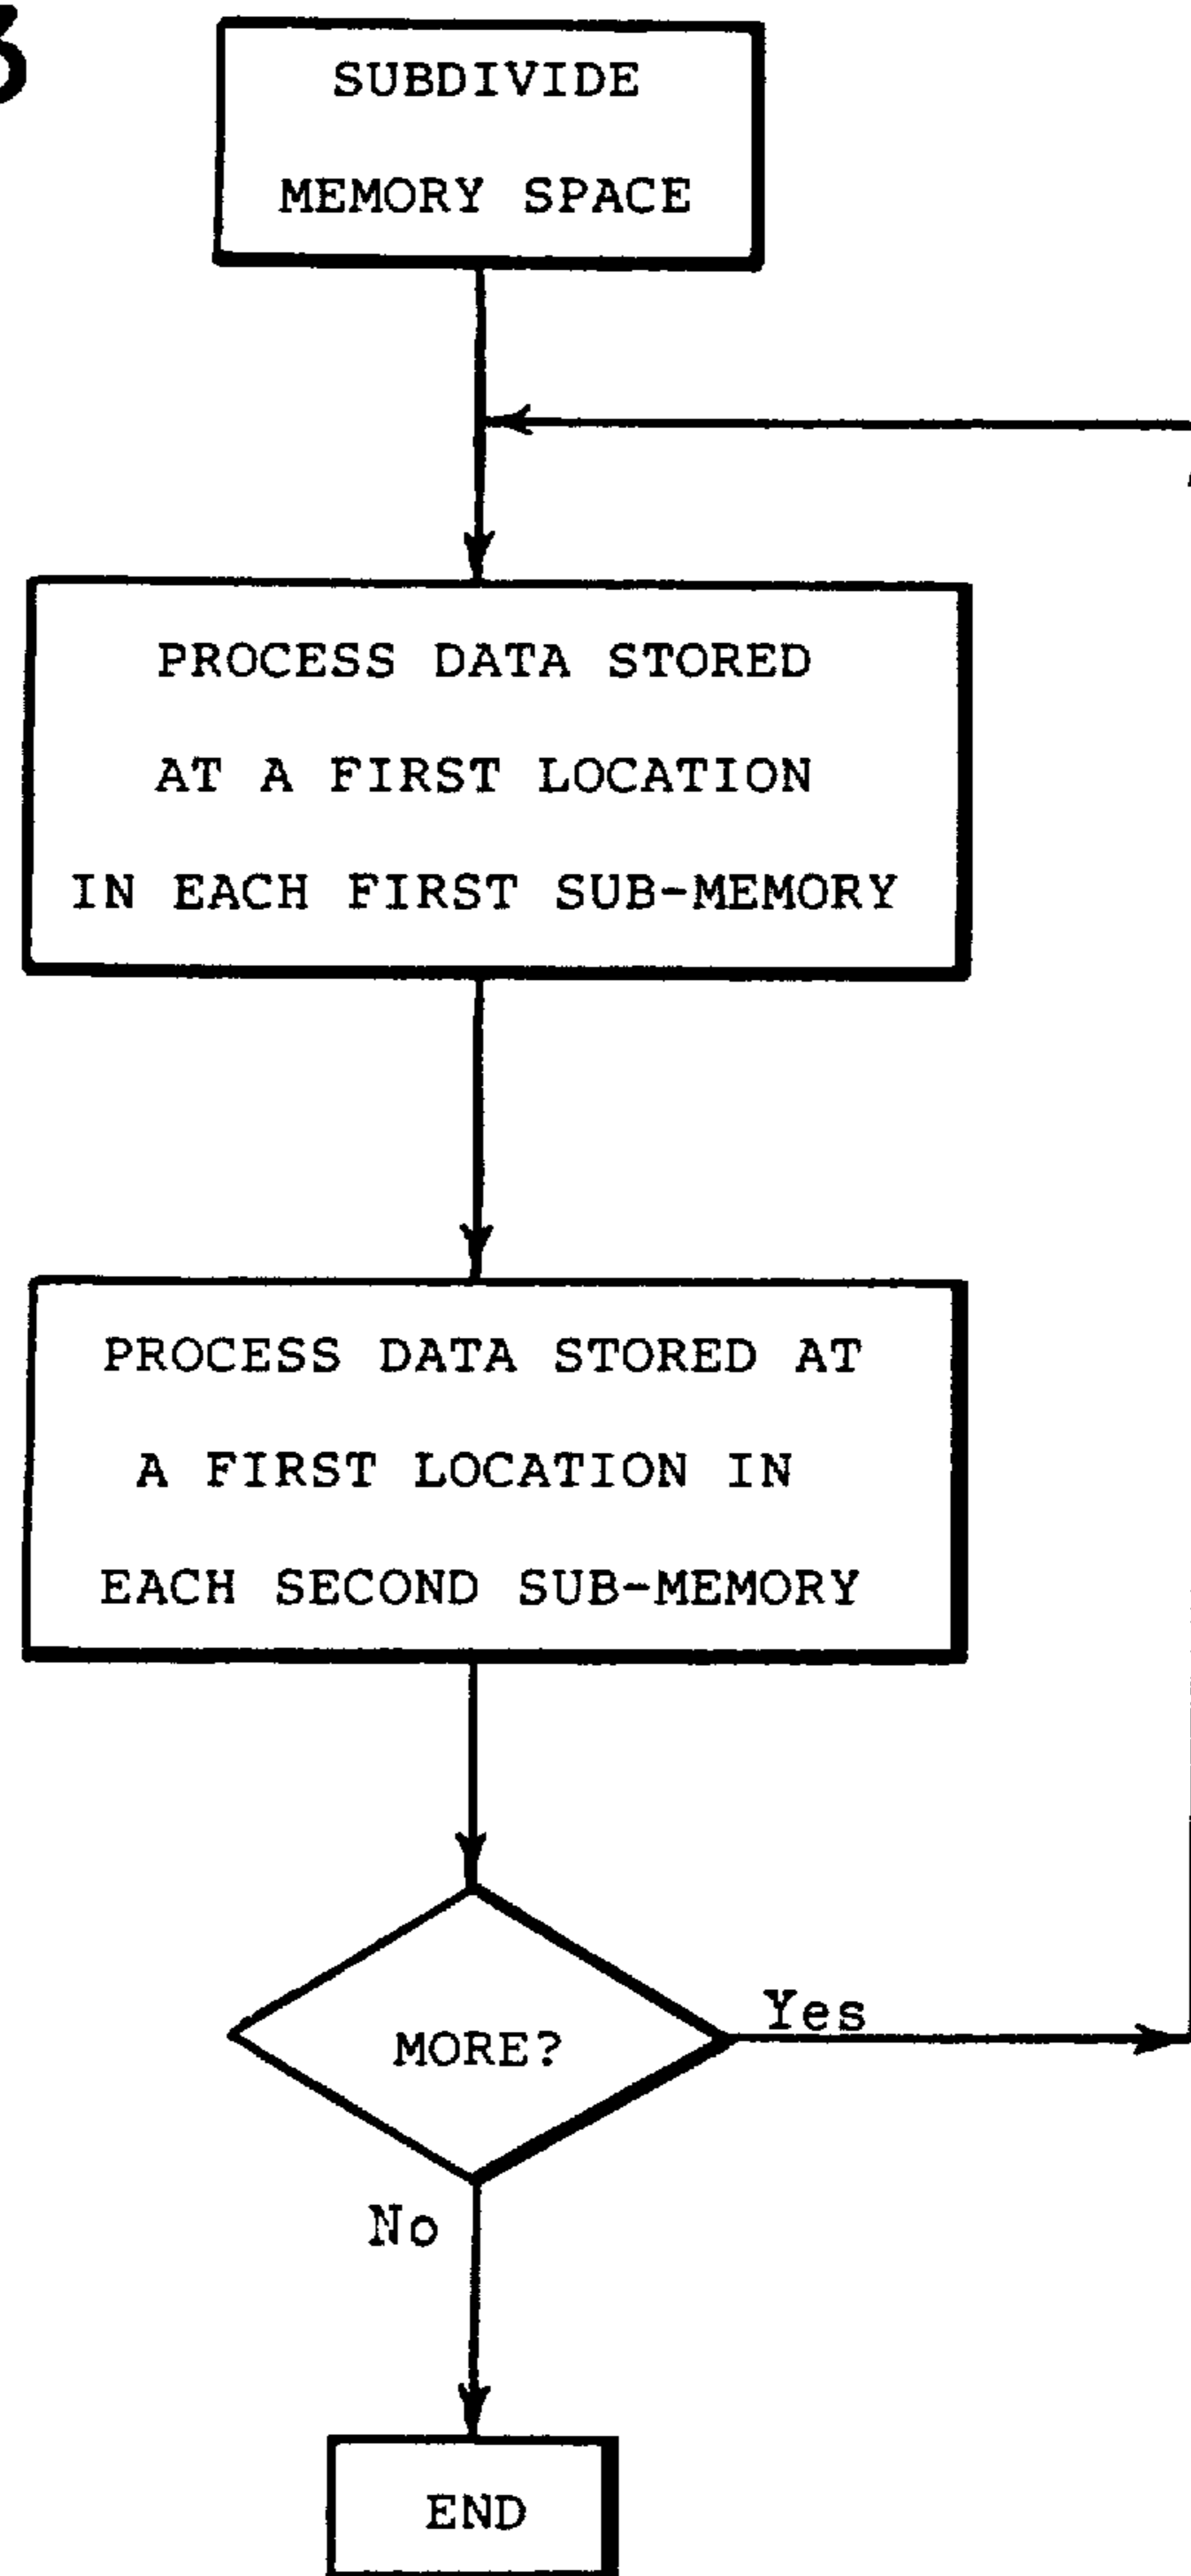 3
SUBDIVIDE
MEMORY SPACE
PROCESS DATA STORED
AT A FIRST LOCATION
IN EACH FIRST SUB-MEMORY
PROCESS DATA STORED AT
A FIRST LOCATION IN
EACH SECOND SUB-MEMORY
MORE?
Yes
No
END